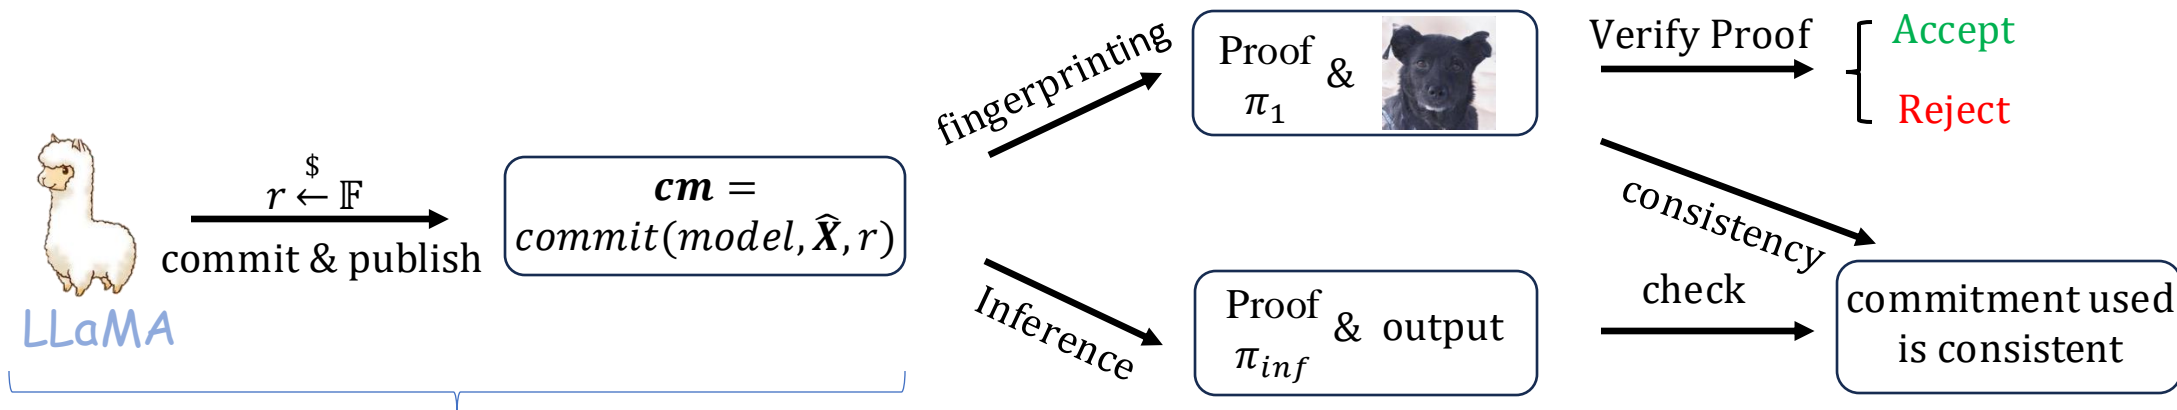 LLaMA
$
r ← 𝔽
commit & publish
cm =
commit(model, X̂, r)
fingerprinting
Inference
Proof
π₁
&
Proof
π_inf
& output
Verify Proof
Accept
Reject
consistency
check
commitment used
is consistent